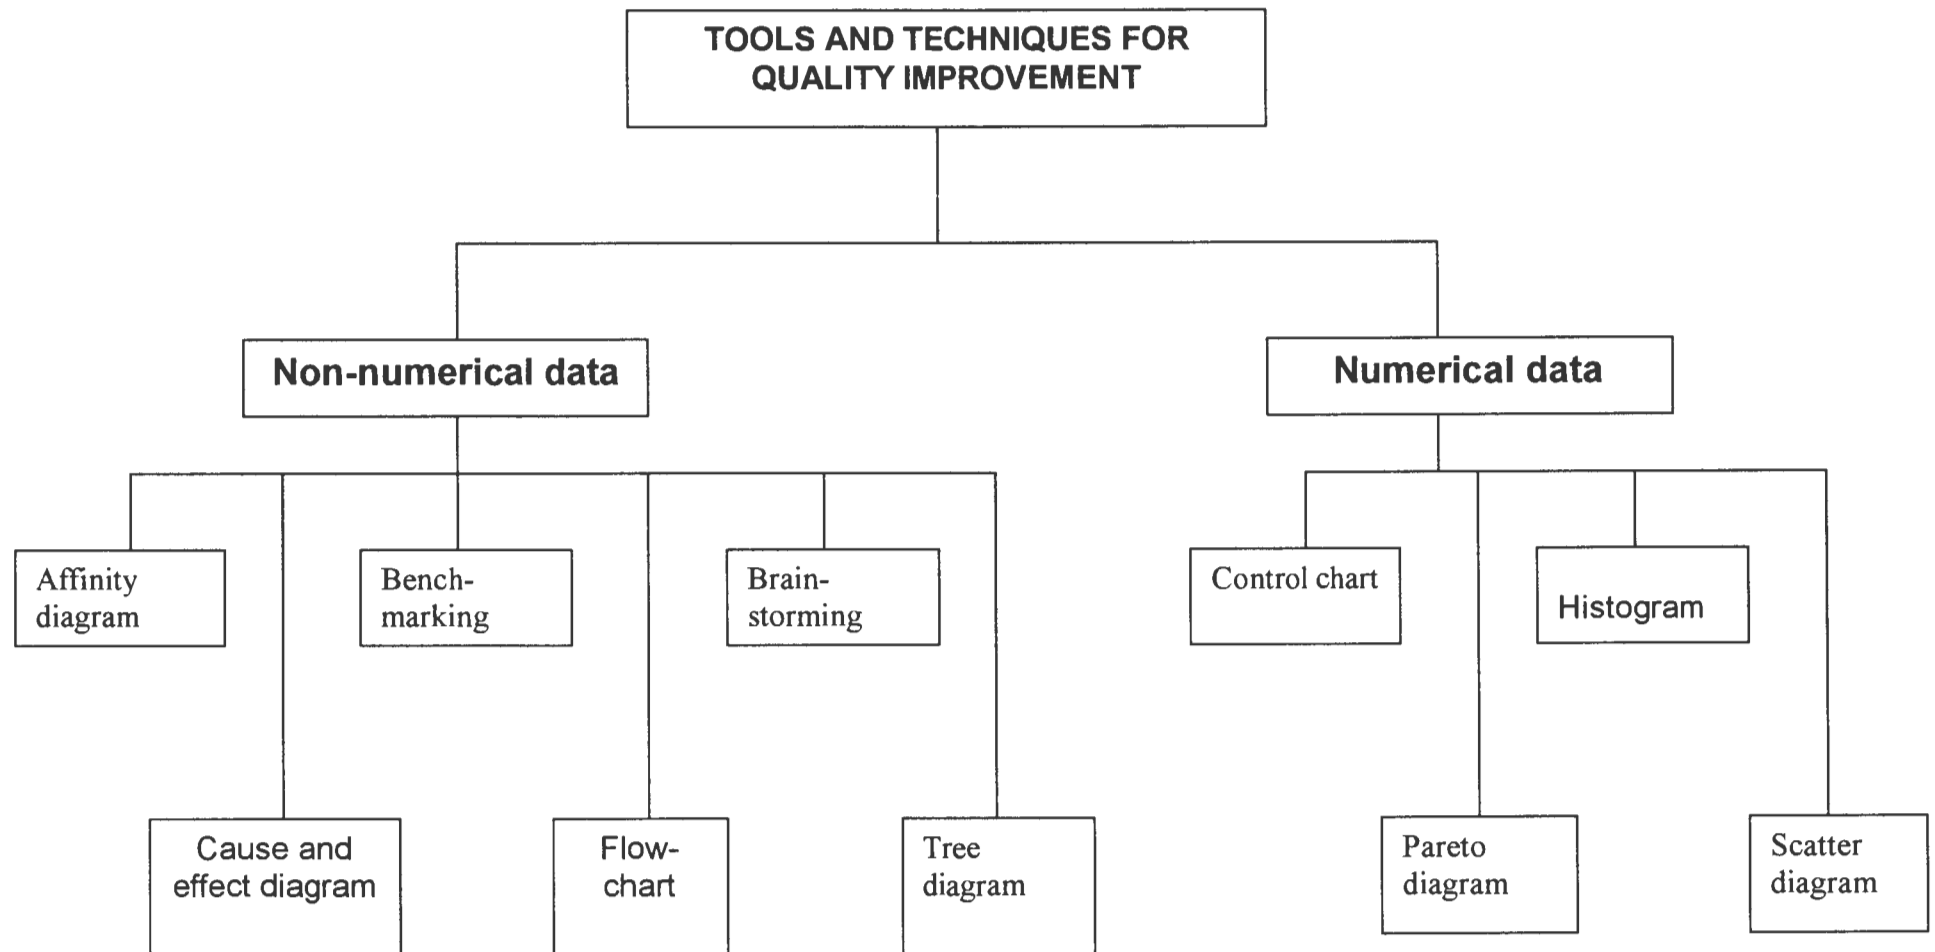 TOOLS AND TECHNIQUES FOR
QUALITY IMPROVEMENT
Non-numerical data
Numerical data
Affinity
diagram
Bench-
marking
Brain-
storming
Control chart
Histogram
Cause and
effect diagram
Flow-
chart
Tree
diagram
Pareto
diagram
Scatter
diagram